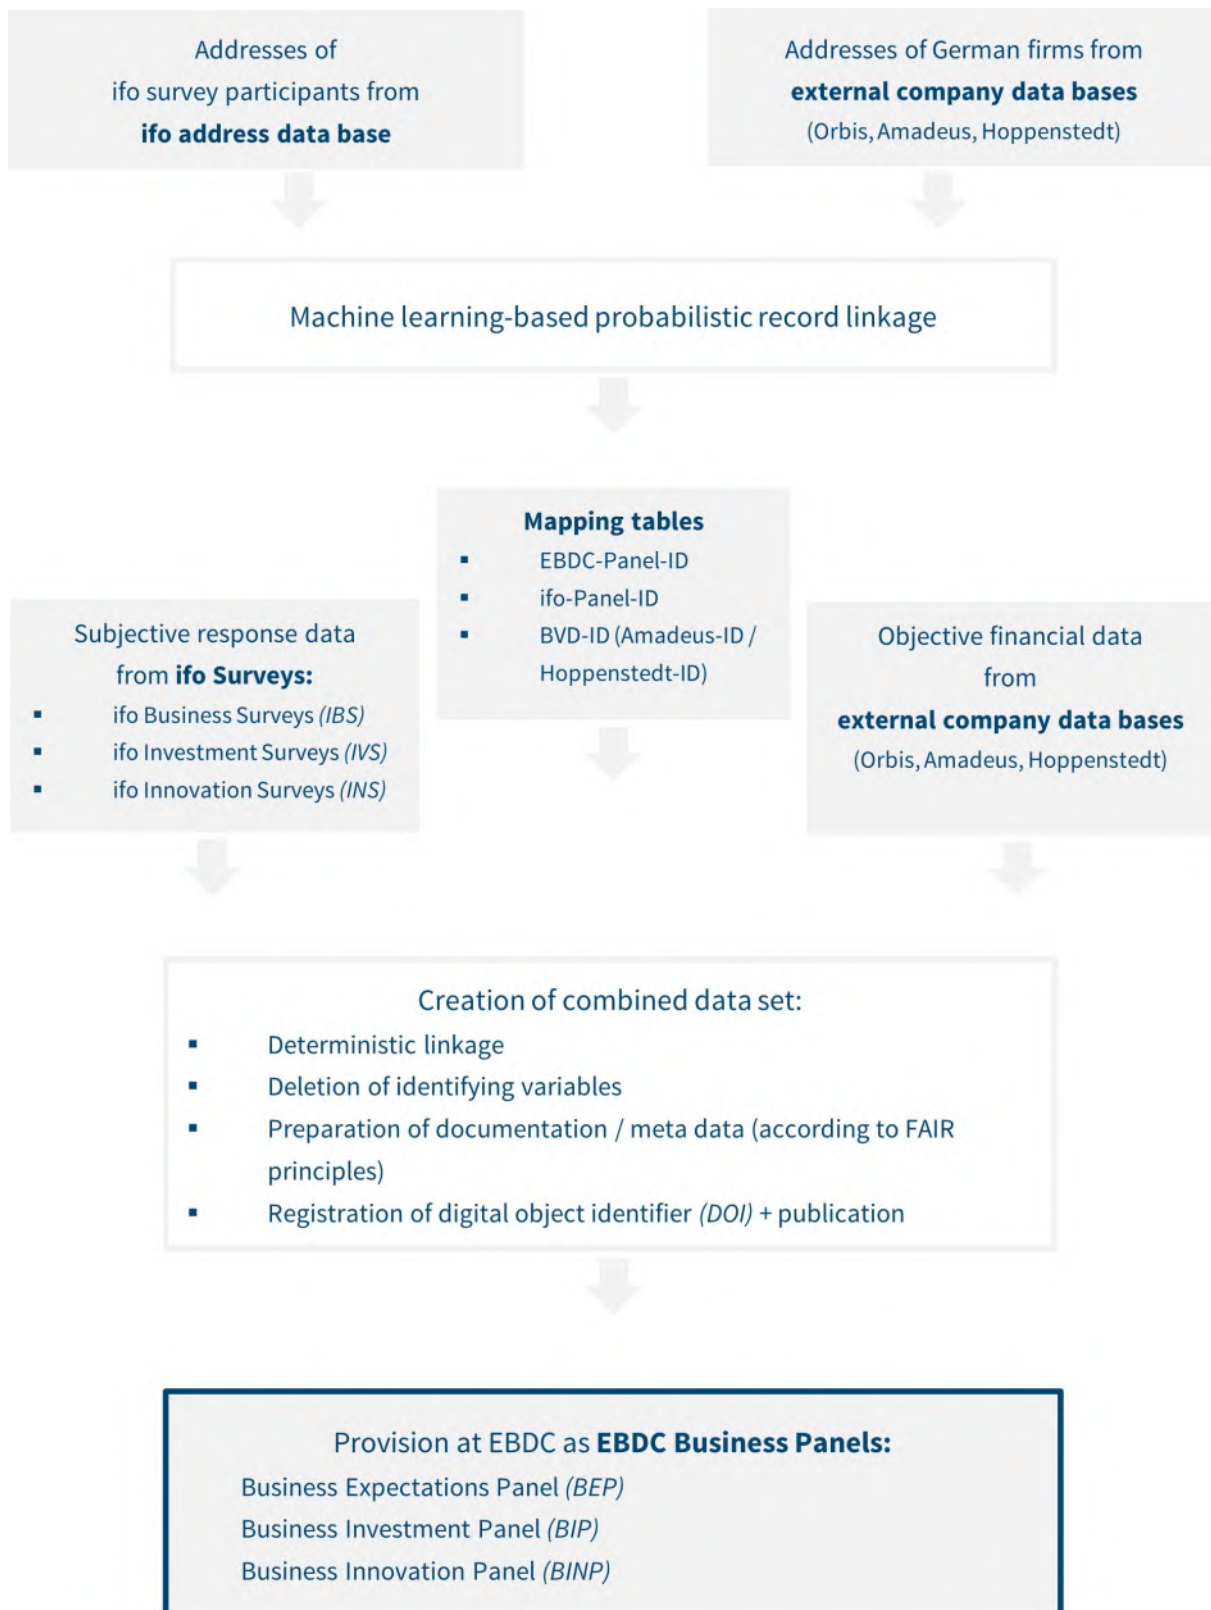 Addresses of
ifo survey participants from
ifo address data base
Addresses of German firms from
external company data bases
(Orbis, Amadeus, Hoppenstedt)
Machine learning-based probabilistic record linkage
Mapping tables
▪ EBDC-Panel-ID
▪ ifo-Panel-ID
▪ BVD-ID (Amadeus-ID /
Hoppenstedt-ID)
Subjective response data
from ifo Surveys:
▪ ifo Business Surveys (IBS)
▪ ifo Investment Surveys (IVS)
▪ ifo Innovation Surveys (INS)
Objective financial data
from
external company data bases
(Orbis, Amadeus, Hoppenstedt)
Creation of combined data set:
▪ Deterministic linkage
▪ Deletion of identifying variables
▪ Preparation of documentation / meta data (according to FAIR
principles)
▪ Registration of digital object identifier (DOI) + publication
Provision at EBDC as EBDC Business Panels:
Business Expectations Panel (BEP)
Business Investment Panel (BIP)
Business Innovation Panel (BINP)